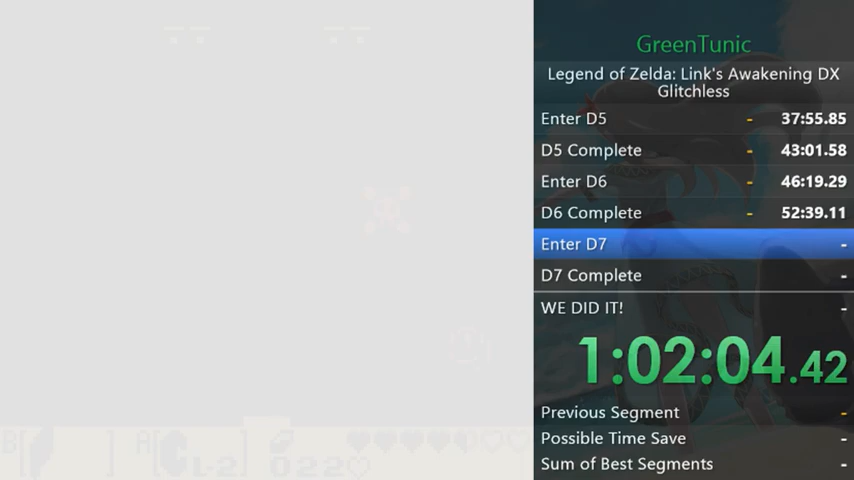 GreenTunic
Legend of Zelda: Link's Awakening DX
Glitchless
Enter D5 - 37:55.85
D5 Complete - 43:01.58
Enter D6 - 46:19.29
D6 Complete - 52:39.11
Enter D7 -
D7 Complete -
WE DID IT! -
1:02:04.42
Previous Segment -
Possible Time Save -
Sum of Best Segments -
B[ ] A[ L-2] 022